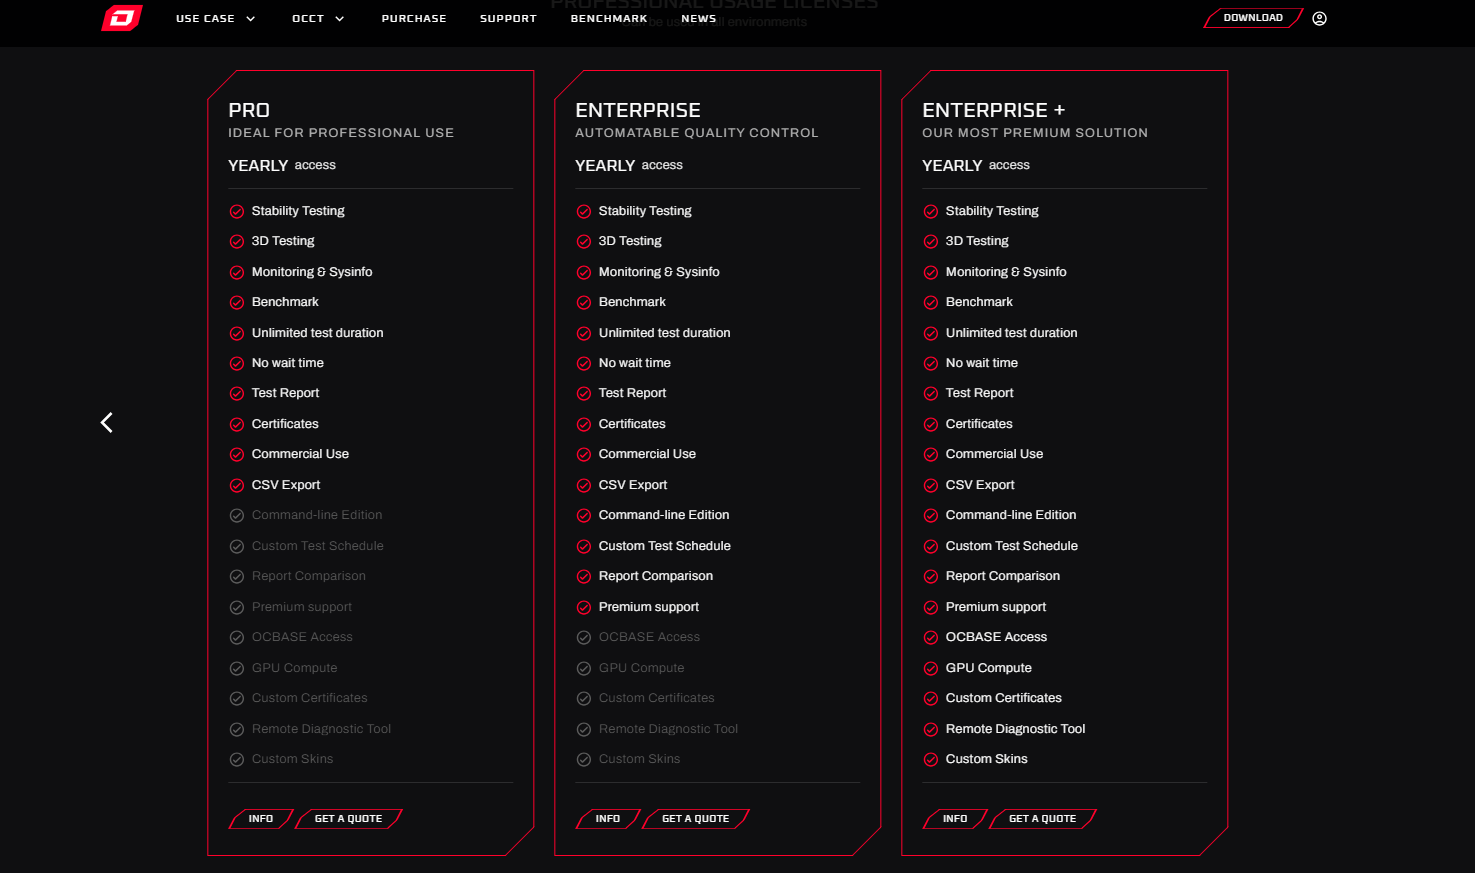 PROFESSIONAL USAGE LICENSES
USE CASE
OCCT
PURCHASE
SUPPORT
BENCHMARK
NEWS
DOWNLOAD
be used in all environments
PRO
IDEAL FOR PROFESSIONAL USE
YEARLY access
Stability Testing
3D Testing
Monitoring & Sysinfo
Benchmark
Unlimited test duration
No wait time
Test Report
Certificates
Commercial Use
CSV Export
Command-line Edition
Custom Test Schedule
Report Comparison
Premium support
OCBASE Access
GPU Compute
Custom Certificates
Remote Diagnostic Tool
Custom Skins
INFO
GET A QUOTE
ENTERPRISE
AUTOMATABLE QUALITY CONTROL
YEARLY access
Stability Testing
3D Testing
Monitoring & Sysinfo
Benchmark
Unlimited test duration
No wait time
Test Report
Certificates
Commercial Use
CSV Export
Command-line Edition
Custom Test Schedule
Report Comparison
Premium support
OCBASE Access
GPU Compute
Custom Certificates
Remote Diagnostic Tool
Custom Skins
INFO
GET A QUOTE
ENTERPRISE +
OUR MOST PREMIUM SOLUTION
YEARLY access
Stability Testing
3D Testing
Monitoring & Sysinfo
Benchmark
Unlimited test duration
No wait time
Test Report
Certificates
Commercial Use
CSV Export
Command-line Edition
Custom Test Schedule
Report Comparison
Premium support
OCBASE Access
GPU Compute
Custom Certificates
Remote Diagnostic Tool
Custom Skins
INFO
GET A QUOTE